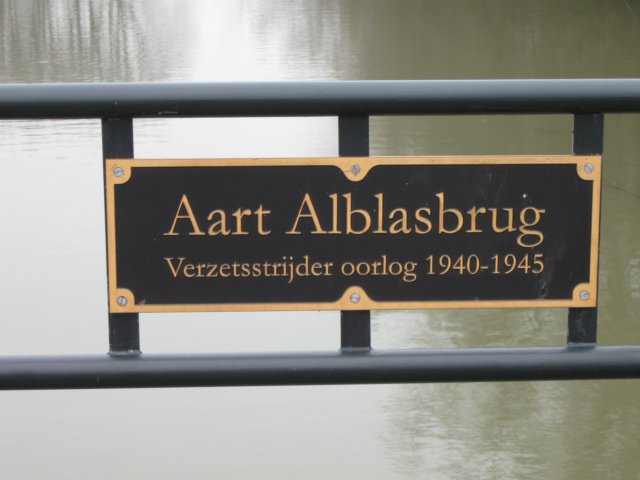 Aart Alblasbrug
Verzetsstrijder oorlog 1940-1945